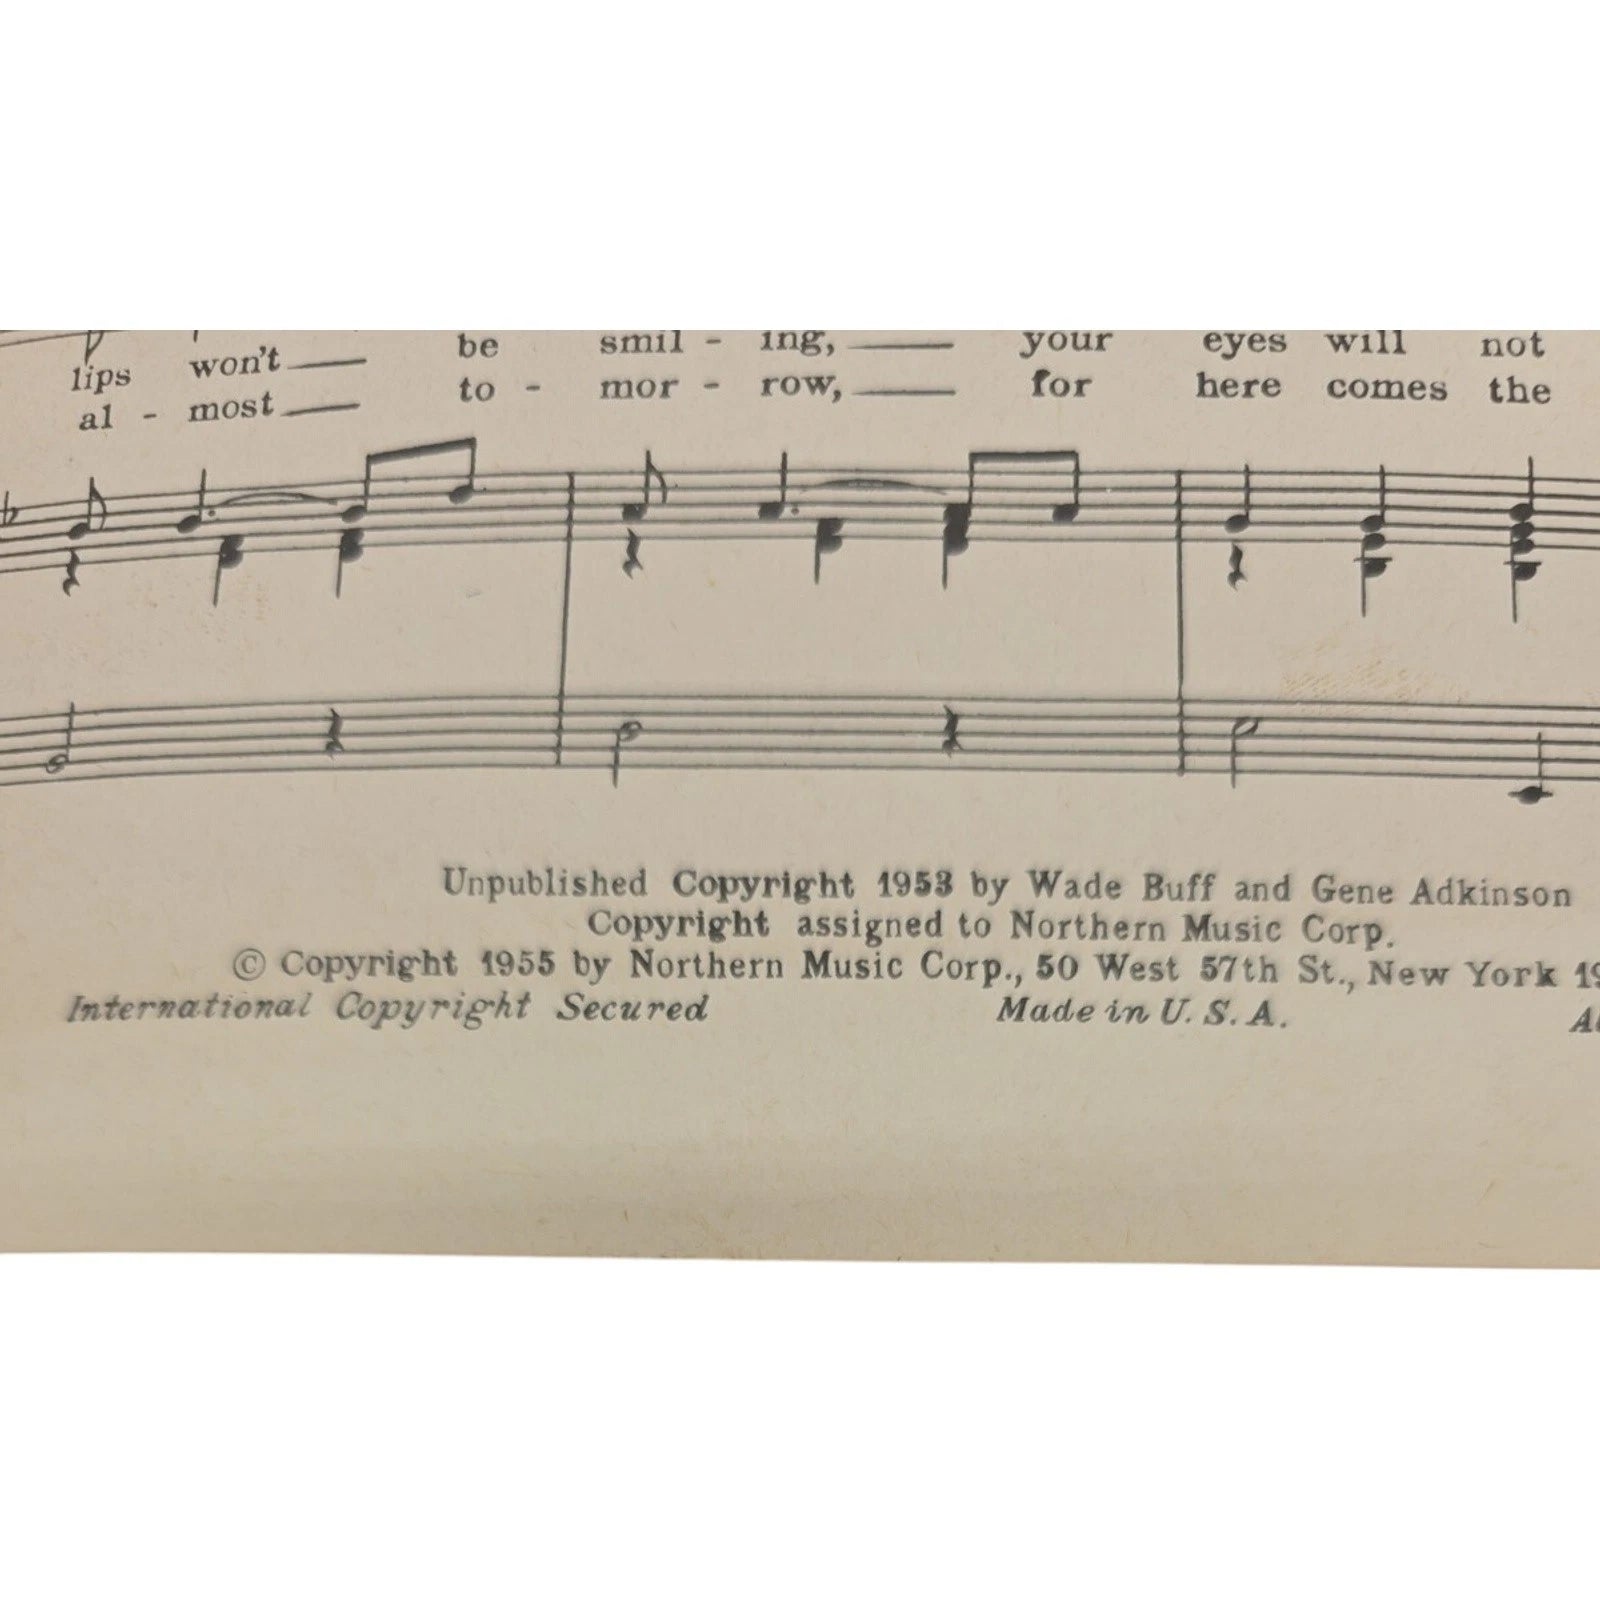 lips won't be smil - ing, your eyes will not
al - most to - mor - row, for here comes the
Unpublished Copyright 1953 by Wade Buff and Gene Adkinson
Copyright assigned to Northern Music Corp.
© Copyright 1955 by Northern Music Corp., 50 West 57th St., New York 19
International Copyright Secured Made in U. S. A.